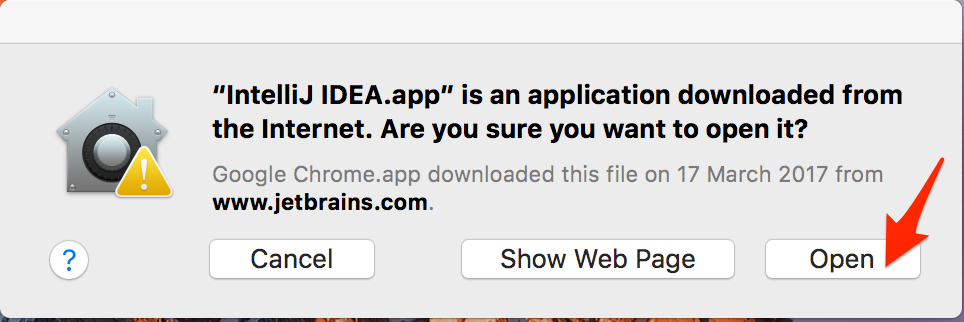 “IntelliJ IDEA.app” is an application downloaded from
the Internet. Are you sure you want to open it?
Google Chrome.app downloaded this file on 17 March 2017 from
www.jetbrains.com.
?
Cancel
Show Web Page
Open